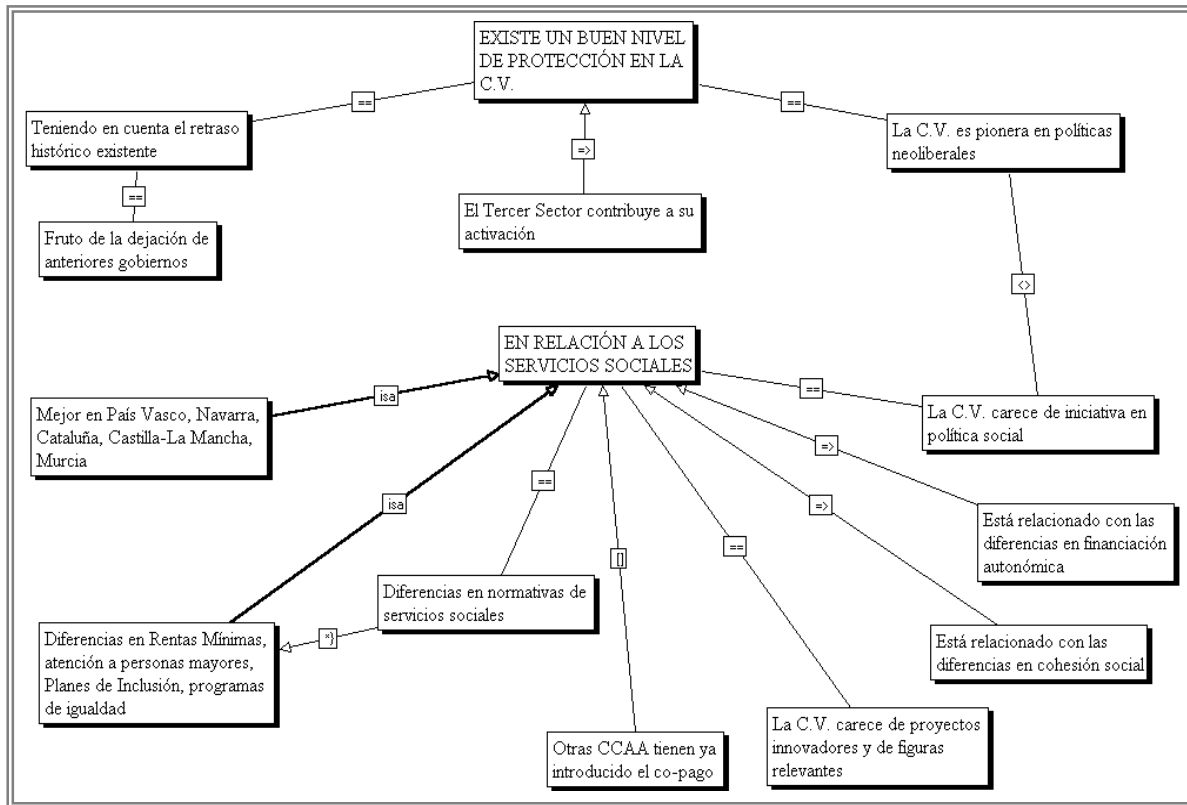 EXISTE UN BUEN NIVEL
DE PROTECCIÓN EN LA
C.V.
==
==
Teniendo en cuenta el retraso
histórico existente
La C.V. es pionera en políticas
neoliberales
=>
==
El Tercer Sector contribuye a su
activación
Fruto de la dejación de
anteriores gobiernos
<>
EN RELACIÓN A LOS
SERVICIOS SOCIALES
isa
==
Mejor en País Vasco, Navarra,
Cataluña, Castilla-La Mancha,
Murcia
La C.V. carece de iniciativa en
política social
=>
==
isa
=>
[]
==
Está relacionado con las
diferencias en financiación
autonómica
Diferencias en normativas de
servicios sociales
*}
Diferencias en Rentas Mínimas,
atención a personas mayores,
Planes de Inclusión, programas
de igualdad
Está relacionado con las
diferencias en cohesión social
La C.V. carece de proyectos
innovadores y de figuras
relevantes
Otras CCAA tienen ya
introducido el co-pago